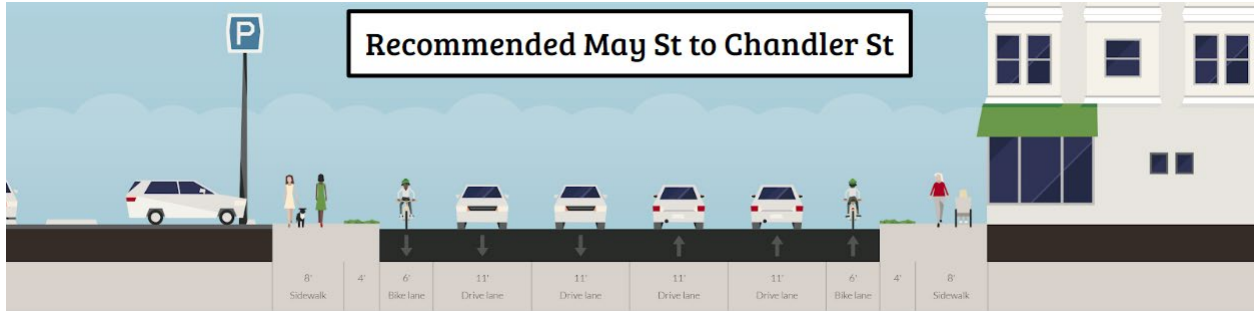 P
Recommended May St to Chandler St
8' 4' 6' 11' 11' 11' 11' 6' 4' 8'
Sidewalk Bike lane Drive lane Drive lane Drive lane Drive lane Bike lane Sidewalk